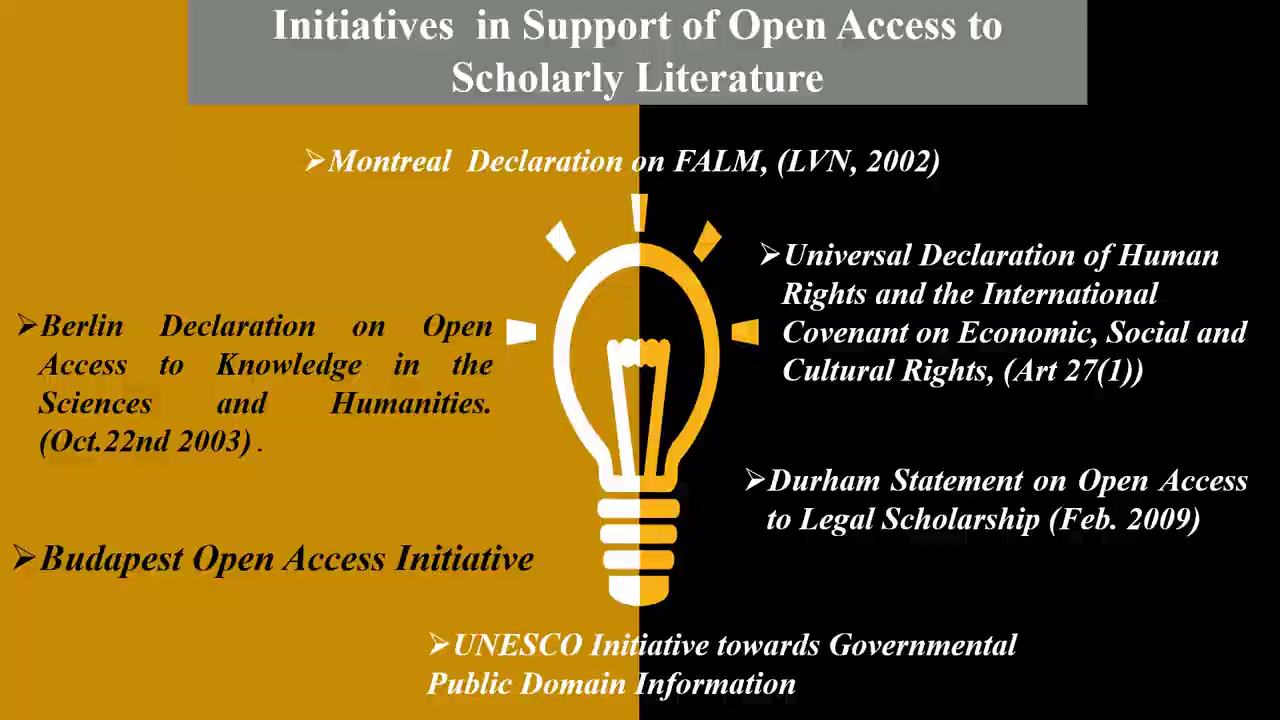 Initiatives in Support of Open Access to
Scholarly Literature
➢Montreal Declaration on FALM, (LVN, 2002)
➢Universal Declaration of Human
Rights and the International
Covenant on Economic, Social and
Cultural Rights, (Art 27(1))
➢Berlin Declaration on Open
Access to Knowledge in the
Sciences and Humanities.
(Oct.22nd 2003) .
➢Durham Statement on Open Access
to Legal Scholarship (Feb. 2009)
➢Budapest Open Access Initiative
➢UNESCO Initiative towards Governmental
Public Domain Information